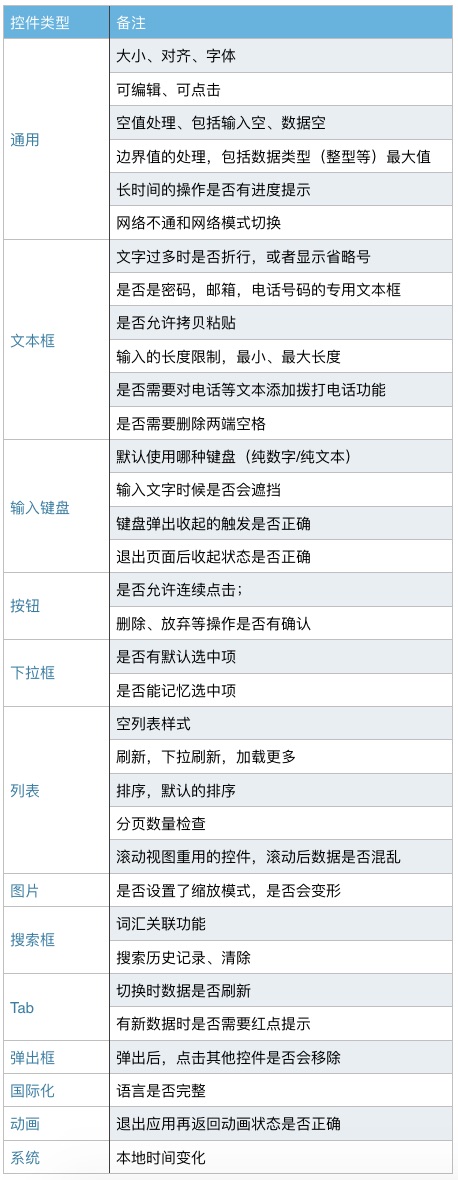 控件类型 备注
通用
大小、对齐、字体
可编辑、可点击
空值处理、包括输入空、数据空
边界值的处理，包括数据类型（整型等）最大值
长时间的操作是否有进度提示
网络不通和网络模式切换
文本框
文字过多时是否折行，或者显示省略号
是否是密码，邮箱，电话号码的专用文本框
是否允许拷贝粘贴
输入的长度限制，最小、最大长度
是否需要对电话等文本添加拨打电话功能
是否需要删除两端空格
输入键盘
默认使用哪种键盘（纯数字/纯文本）
输入文字时候是否会遮挡
键盘弹出收起的触发是否正确
退出页面后收起状态是否正确
按钮
是否允许连续点击；
删除、放弃等操作是否有确认
下拉框
是否有默认选中项
是否能记忆选中项
列表
空列表样式
刷新，下拉刷新，加载更多
排序，默认的排序
分页数量检查
滚动视图重用的控件，滚动后数据是否混乱
图片 是否设置了缩放模式，是否会变形
搜索框
词汇关联功能
搜索历史记录、清除
Tab
切换时数据是否刷新
有新数据时是否需要红点提示
弹出框 弹出后，点击其他控件是否会移除
国际化 语言是否完整
动画 退出应用再返回动画状态是否正确
系统 本地时间变化